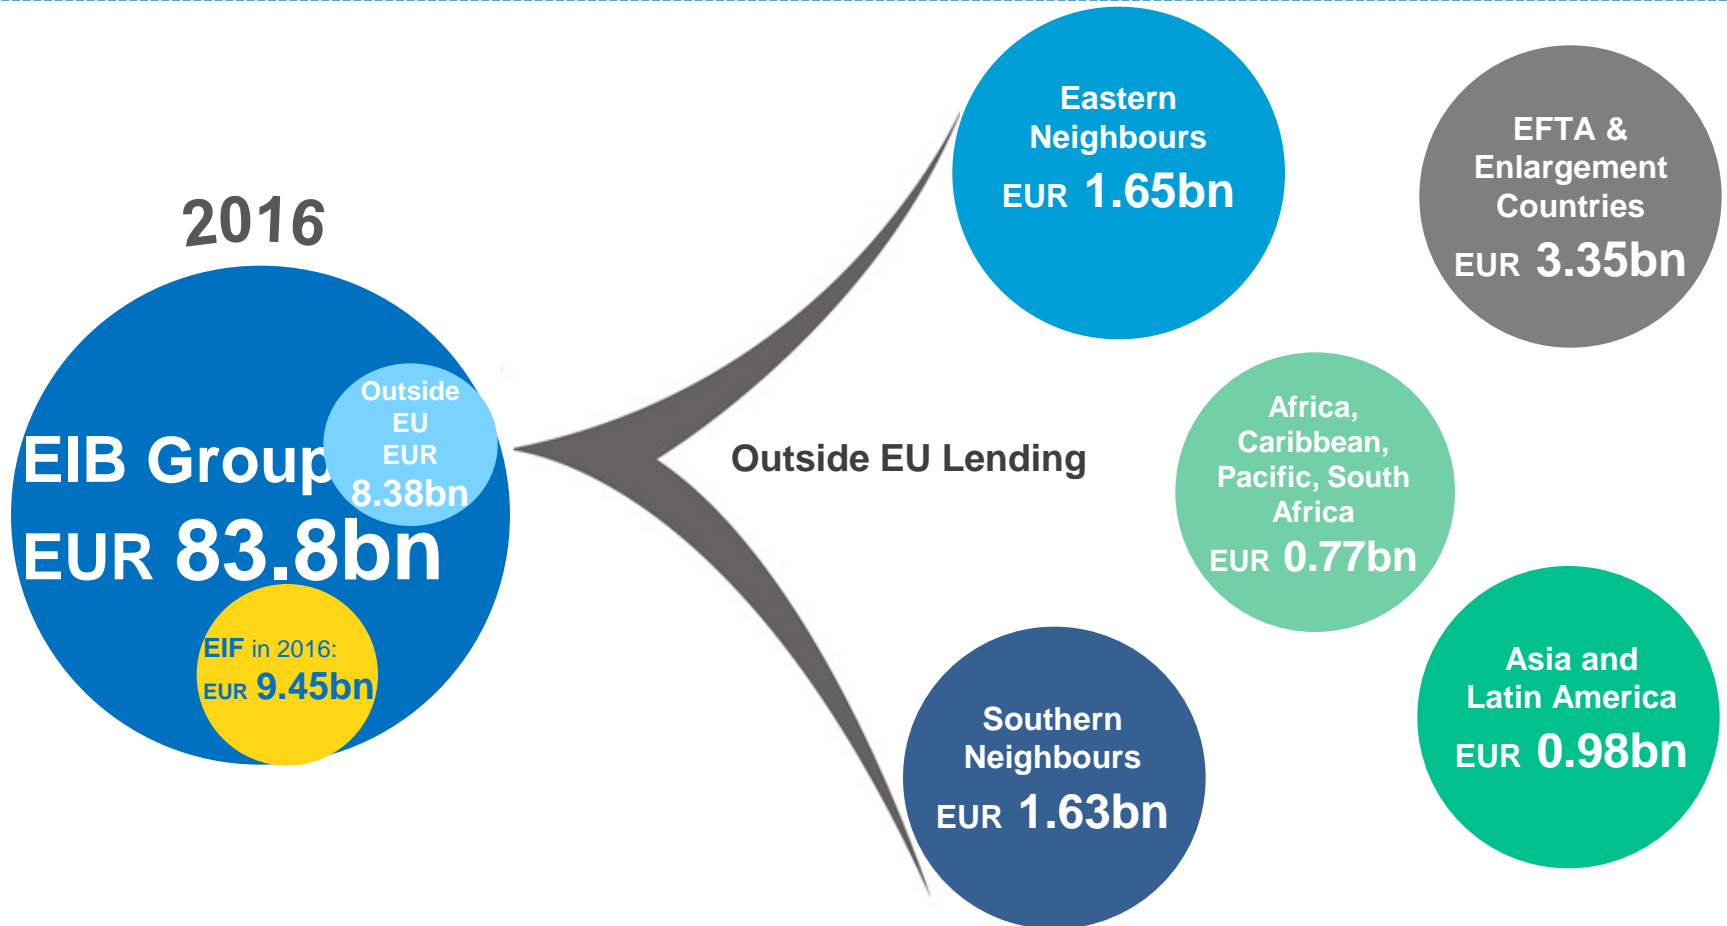 2016
EIB Group
EUR 83.8bn
Outside
EU
EUR
8.38bn
EIF in 2016:
EUR 9.45bn
Outside EU Lending
Eastern
Neighbours
EUR 1.65bn
EFTA &
Enlargement
Countries
EUR 3.35bn
Africa,
Caribbean,
Pacific, South
Africa
EUR 0.77bn
Southern
Neighbours
EUR 1.63bn
Asia and
Latin America
EUR 0.98bn